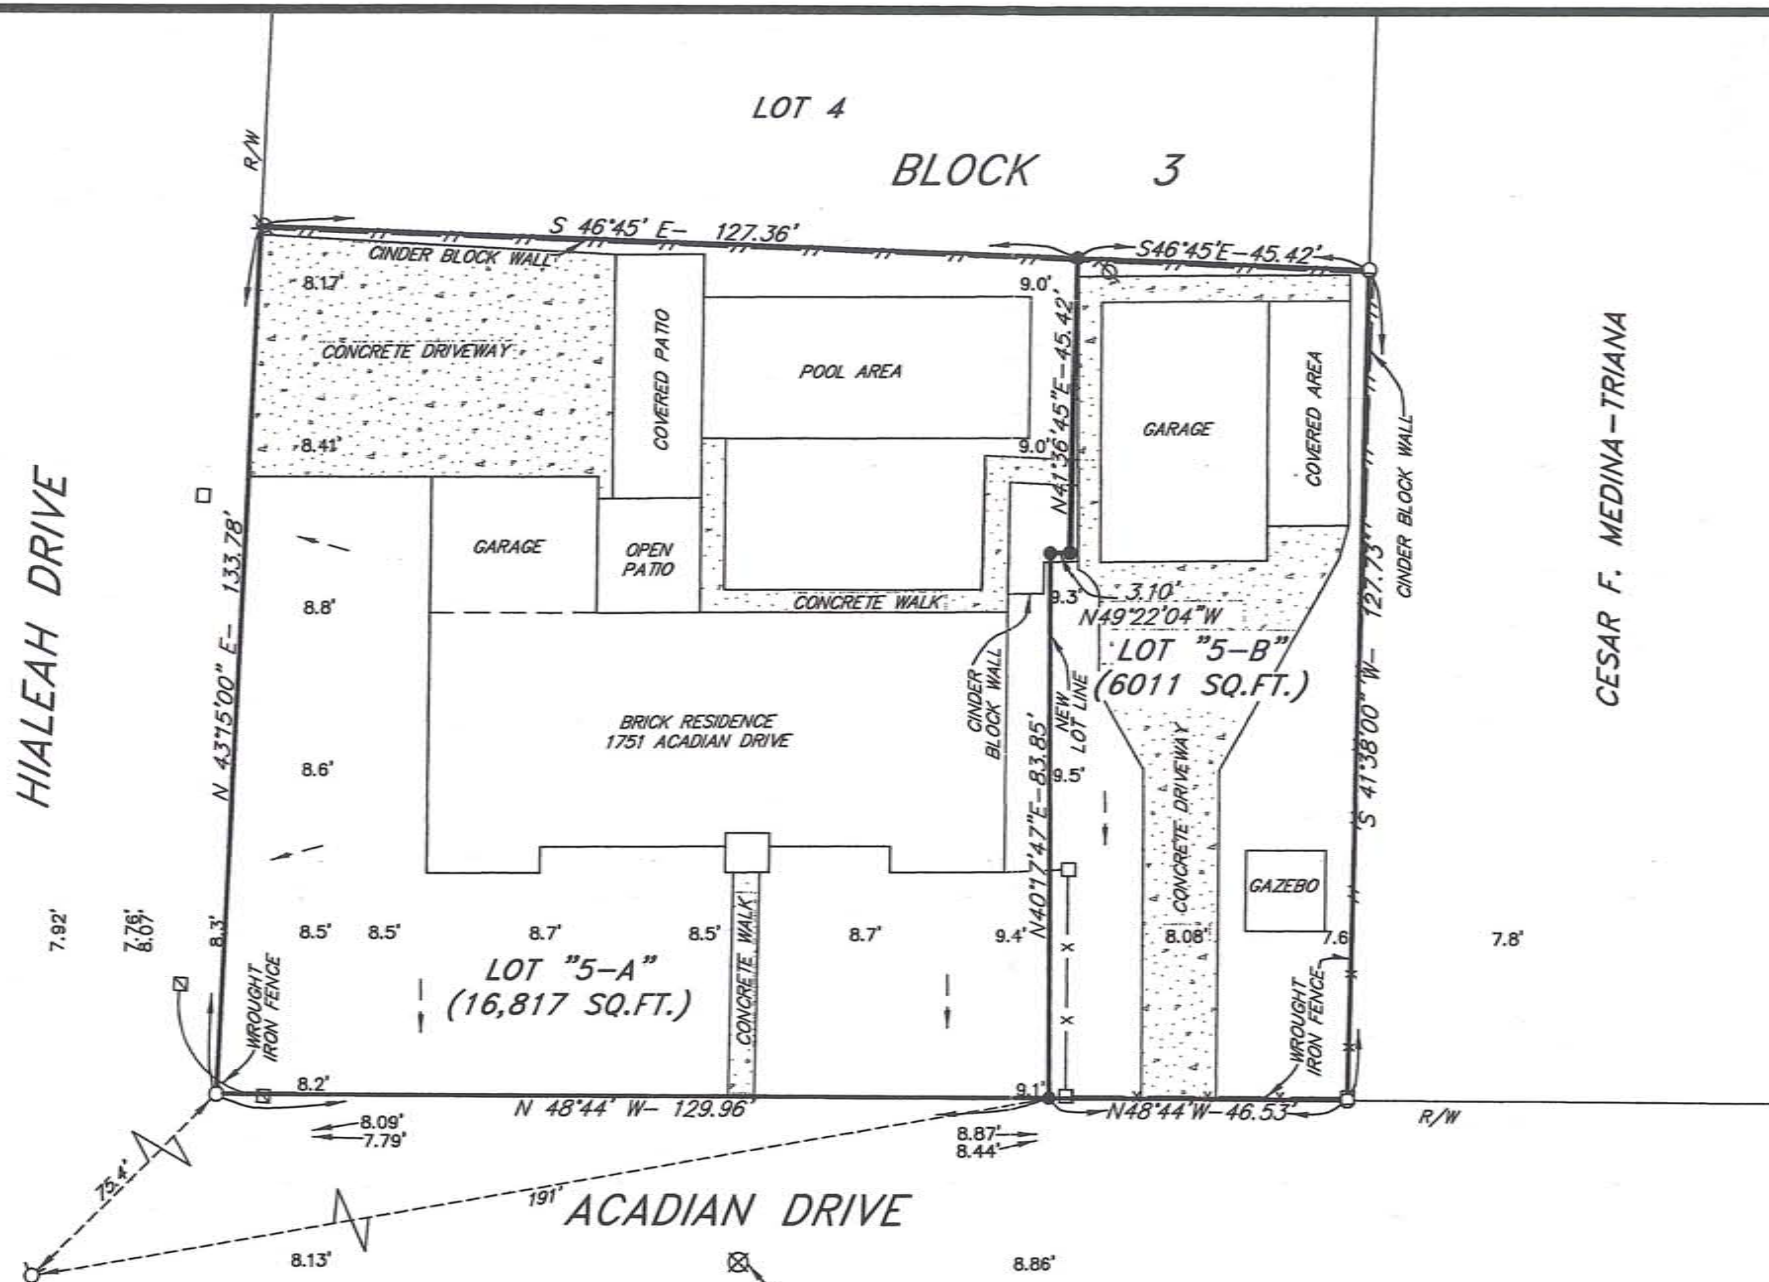 LOT 4
BLOCK 3
R/W
S 46°45' E- 127.36'
S46°45'E-45.42'
CINDER BLOCK WALL
8.17'
9.0'
CONCRETE DRIVEWAY
COVERED PATIO
POOL AREA
N41°36'45"E-45.42'
GARAGE
COVERED AREA
CINDER BLOCK WALL
CESAR F. MEDINA-TRIANA
8.41'
9.0'
HIALEAH DRIVE
N 43°15'00" E- 133.78'
GARAGE
OPEN
PATIO
8.8'
CONCRETE WALK
9.3'
3.10'
N49°22'04"W
LOT "5-B"
(6011 SQ.FT.)
S 41°38'00" W- 127.73'
CINDER
BLOCK WALL
NEW
LOT LINE
BRICK RESIDENCE
1751 ACADIAN DRIVE
8.6'
9.5'
N40°17'47"E-83.85'
CONCRETE DRIVEWAY
GAZEBO
7.92'
7.76'
8.07'
8.3'
8.5'
8.5'
8.7'
8.5'
8.7'
9.4'
8.08'
7.6
7.8'
LOT "5-A"
(16,817 SQ.FT.)
CONCRETE WALK
WROUGHT
IRON FENCE
WROUGHT
IRON FENCE
8.2'
9.1'
N 48°44' W- 129.96'
N48°44'W-46.53'
R/W
8.09'
7.79'
8.87'
8.44'
75.4'
191'
ACADIAN DRIVE
8.13'
8.86'